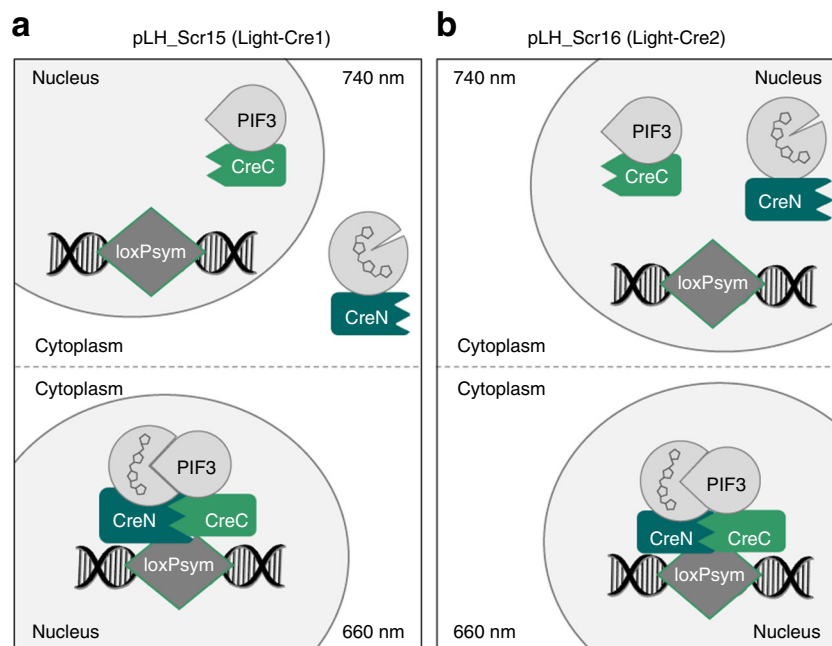 a
pLH_Scr15 (Light-Cre1)
Nucleus
740 nm
PIF3
CreC
loxPsym
CreN
Cytoplasm
Cytoplasm
PIF3
CreN
CreC
loxPsym
Nucleus
660 nm
b
pLH_Scr16 (Light-Cre2)
740 nm
Nucleus
PIF3
CreC
CreN
loxPsym
Cytoplasm
Cytoplasm
PIF3
CreN
CreC
loxPsym
660 nm
Nucleus